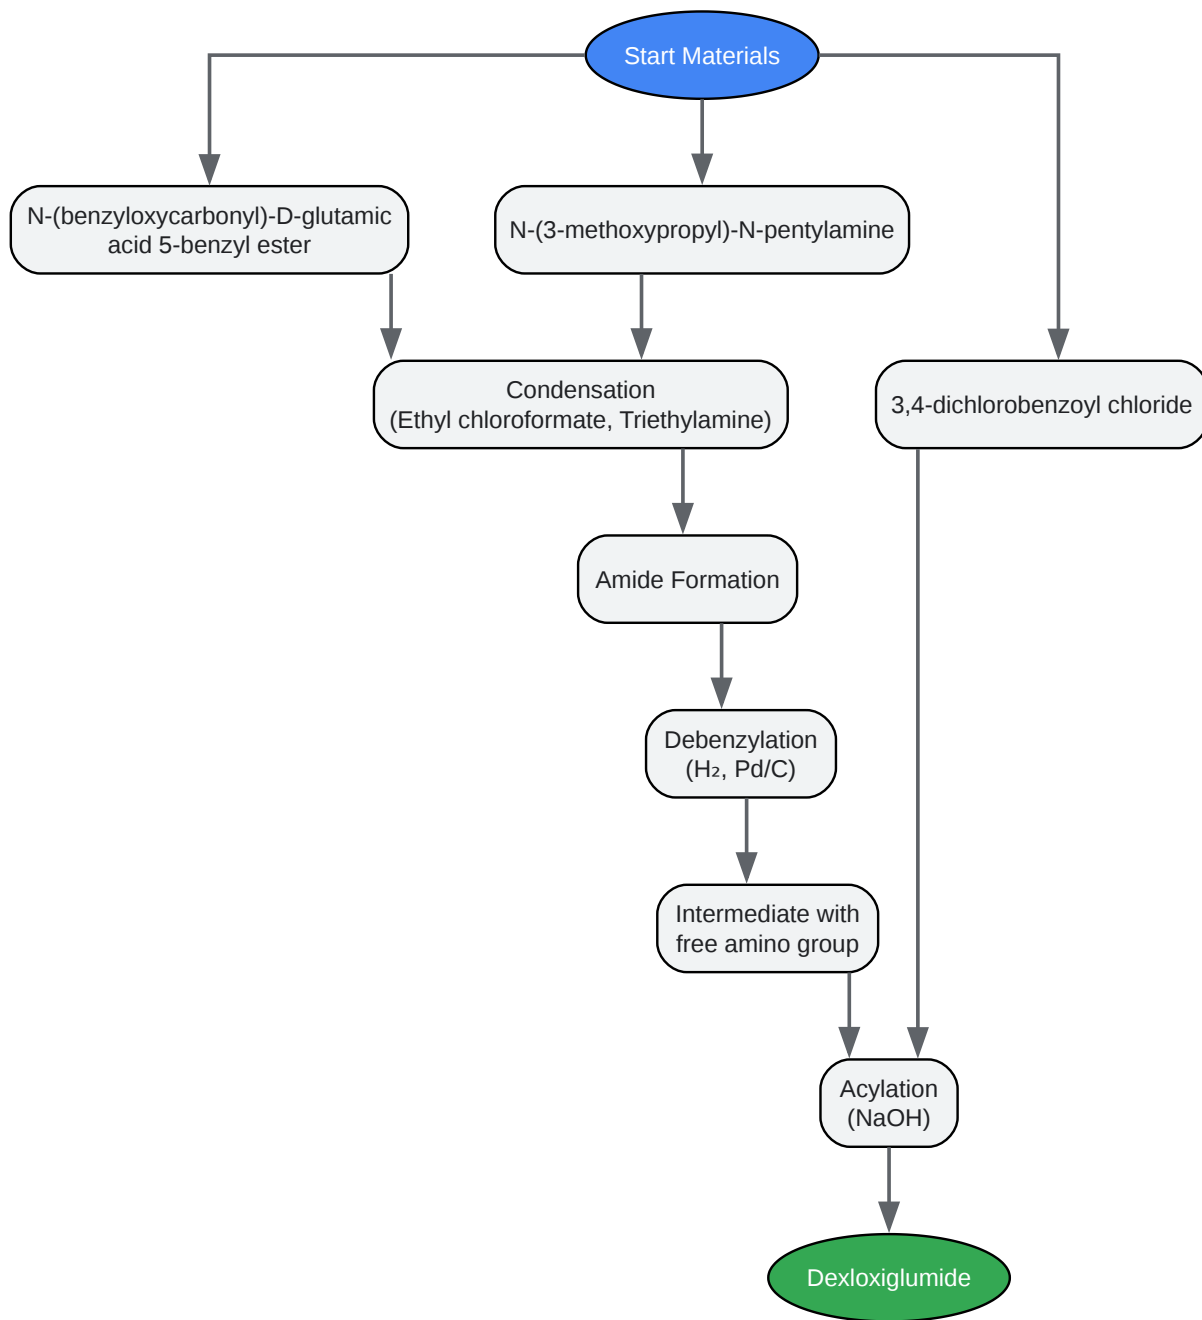 Start Materials
N-(benzyloxycarbonyl)-D-glutamic
acid 5-benzyl ester
N-(3-methoxypropyl)-N-pentylamine
Condensation
(Ethyl chloroformate, Triethylamine)
3,4-dichlorobenzoyl chloride
Amide Formation
Debenzylation
(H₂, Pd/C)
Intermediate with
free amino group
Acylation
(NaOH)
Dexloxiglumide